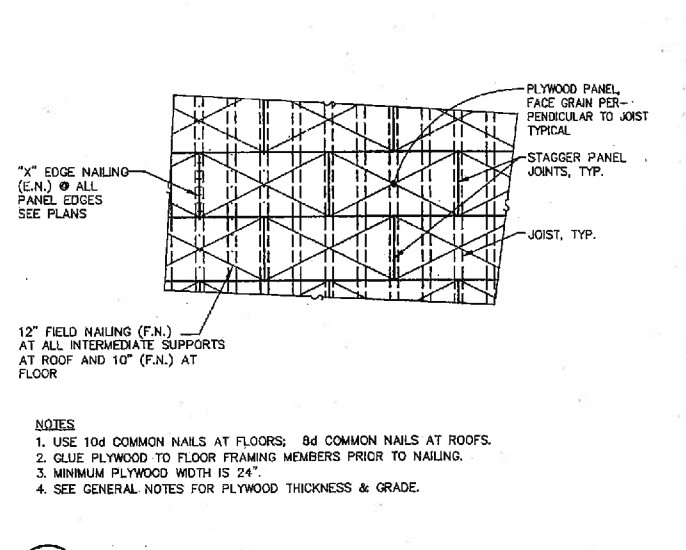 PLYWOOD PANEL,
FACE GRAIN PER-
PENDICULAR TO JOIST
TYPICAL
"X" EDGE NAILING
(E.N.) @ ALL
PANEL EDGES
SEE PLANS
STAGGER PANEL
JOINTS, TYP.
JOIST, TYP.
12" FIELD NAILING (F.N.)
AT ALL INTERMEDIATE SUPPORTS
AT ROOF AND 10" (F.N.) AT
FLOOR
NOTES
1. USE 10d COMMON NAILS AT FLOORS; 8d COMMON NAILS AT ROOFS.
2. GLUE PLYWOOD TO FLOOR FRAMING MEMBERS PRIOR TO NAILING.
3. MINIMUM PLYWOOD WIDTH IS 24".
4. SEE GENERAL NOTES FOR PLYWOOD THICKNESS & GRADE.